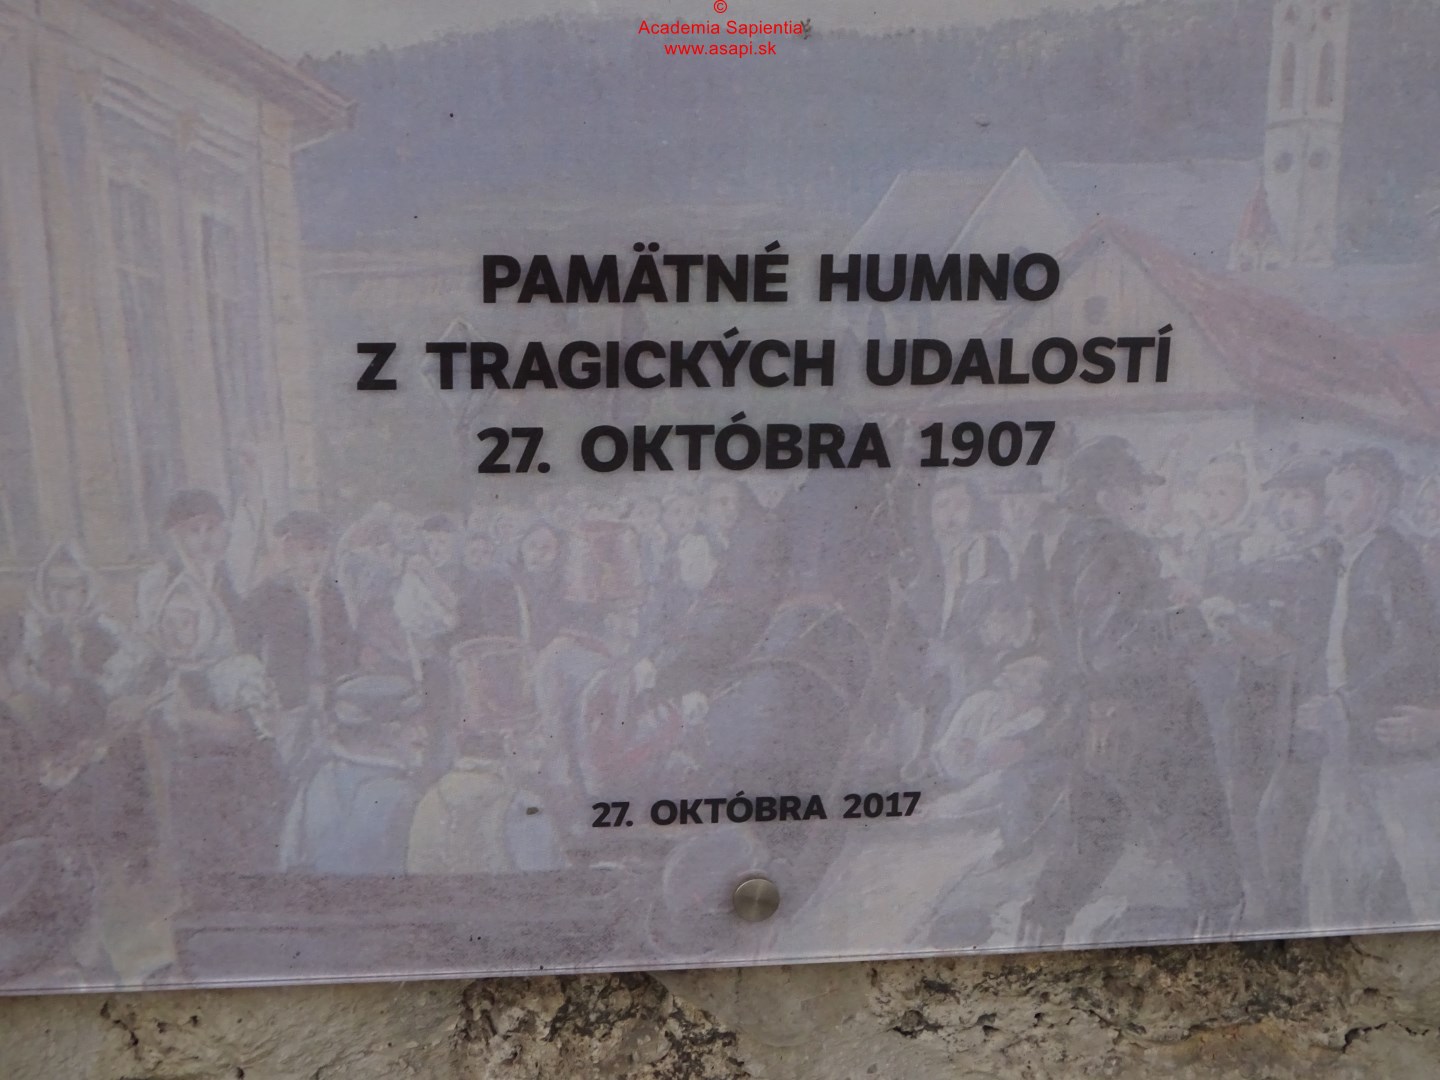 ©
Academia Sapientia
www.asapi.sk
PAMÄTNÉ HUMNO
Z TRAGICKÝCH UDALOSTÍ
27. OKTÓBRA 1907
27. OKTÓBRA 2017